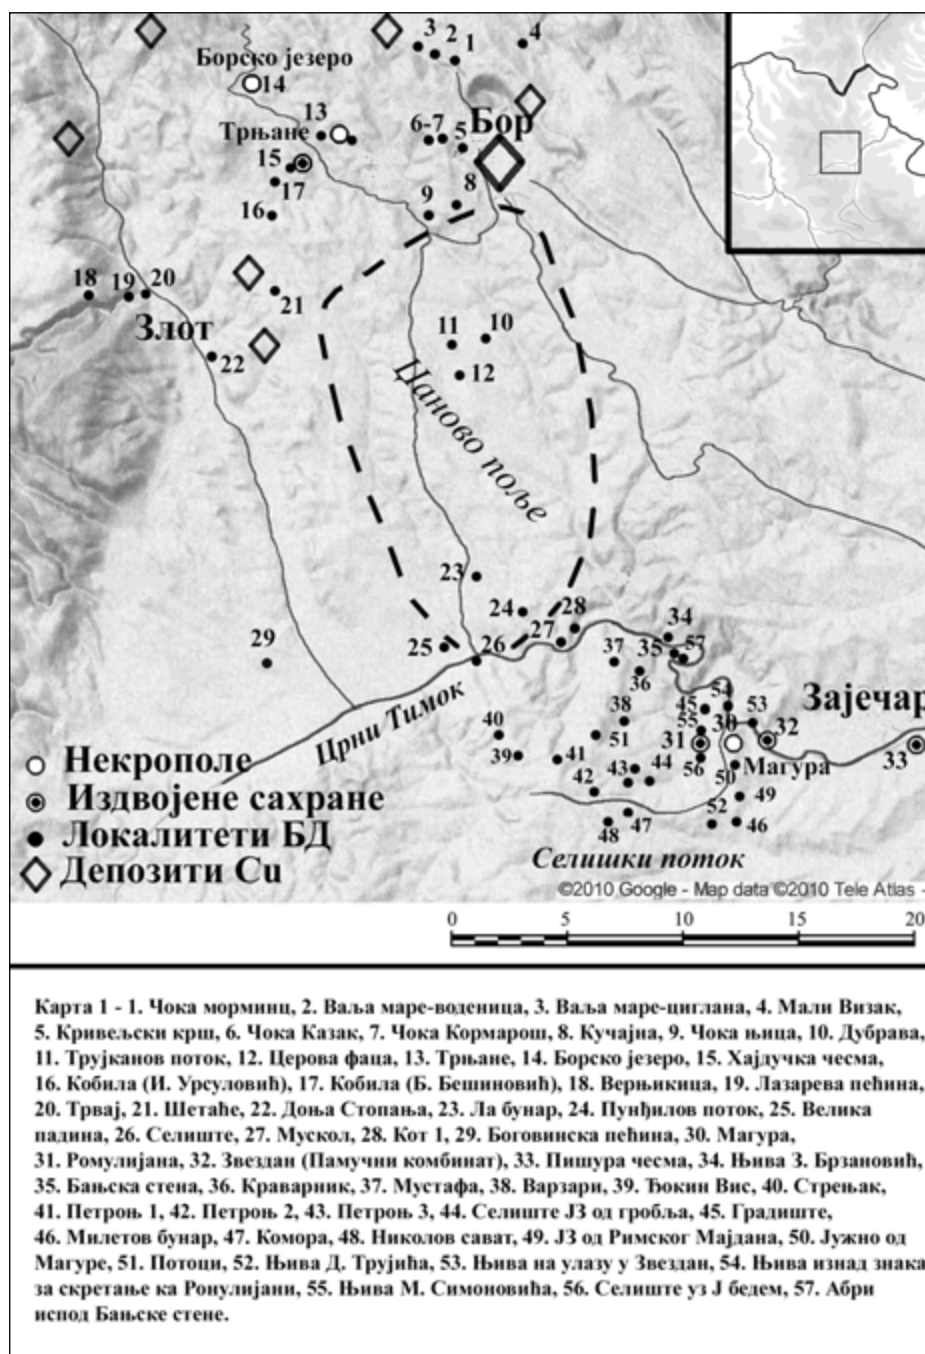 3
2
1
4
Борско језеро
14
13
Трњане
6-7
5
Бор
15
17
16
9
8
18
19
20
21
Злот
22
11
10
12
Џаново поље
23
24
28
27
25
26
29
34
35
57
37
36
38
40
39
41
51
42
43
44
45
54
53
55
30
32
31
Зајечар
33
56
50
Магура
49
52
46
47
48
Црни Тимок
Селишки поток
Некрополе
Издвојене сахране
Локалитети БД
Депозити Cu
©2010 Google - Map data ©2010 Tele Atlas -
0 5 10 15 20
Карта 1 - 1. Чока морминц, 2. Ваља маре-воденица, 3. Ваља маре-циглана, 4. Мали Визак,
5. Кривељски крш, 6. Чока Казак, 7. Чока Кормарош, 8. Кучајна, 9. Чока њица, 10. Дубрава,
11. Трујканов поток, 12. Церова фаца, 13. Трњане, 14. Борско језеро, 15. Хајдучка чесма,
16. Кобила (И. Урсуловић), 17. Кобила (Б. Бешиновић), 18. Верњикица, 19. Лазарева пећина,
20. Трвај, 21. Шетаће, 22. Доња Стопања, 23. Ла бунар, 24. Пунђилов поток, 25. Велика
падина, 26. Селиште, 27. Мускол, 28. Кот 1, 29. Боговинска пећина, 30. Магура,
31. Ромулијана, 32. Звездан (Памучни комбинат), 33. Пишура чесма, 34. Њива З. Брзановић,
35. Бањска стена, 36. Краварник, 37. Мустафа, 38. Варзари, 39. Ђокин Вис, 40. Стрењак,
41. Петроњ 1, 42. Петроњ 2, 43. Петроњ 3, 44. Селиште ЈЗ од гробља, 45. Градиште,
46. Милетов бунар, 47. Комора, 48. Николов сават, 49. ЈЗ од Римског Мајдана, 50. Јужно од
Магуре, 51. Потоци, 52. Њива Д. Трујића, 53. Њива на улазу у Звездан, 54. Њива изнад знака
за скретање ка Ронулијани, 55. Њива М. Симоновића, 56. Селиште уз Ј бедем, 57. Абри
испод Бањске стене.